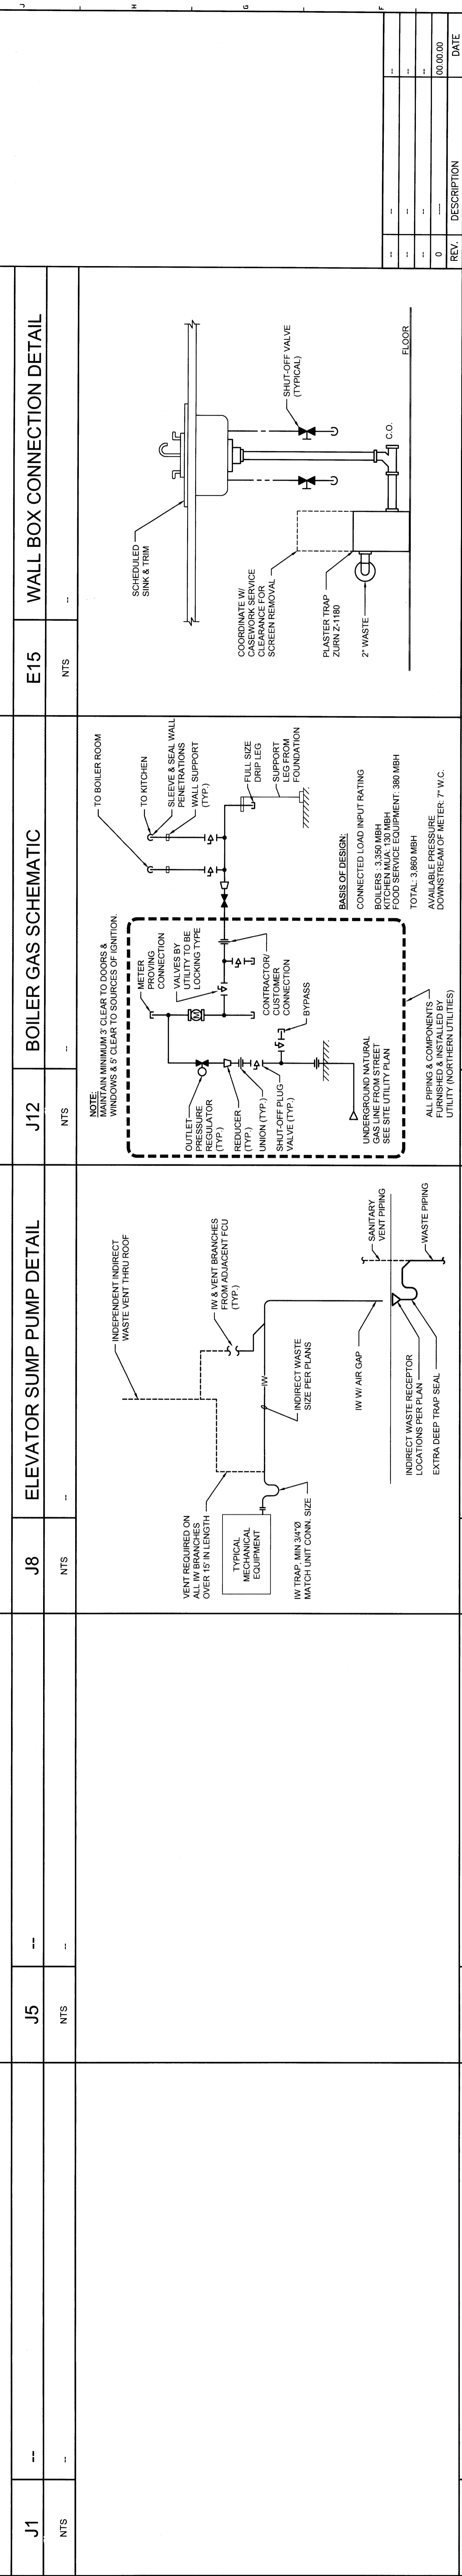 J1
--
NTS
--
J5
--
NTS
--
J8
ELEVATOR SUMP PUMP DETAIL
NTS
--
J12
BOILER GAS SCHEMATIC
NTS
--
E15
WALL BOX CONNECTION DETAIL
NTS
--
INDEPENDENT INDIRECT
WASTE VENT THRU ROOF
VENT REQUIRED ON
ALL IW BRANCHES
OVER 15' IN LENGTH
IW & VENT BRANCHES
FROM ADJACENT FCU
(TYP.)
TYPICAL
MECHANICAL
EQUIPMENT
IW
INDIRECT WASTE
SIZE PER PLANS
IW TRAP, MIN 3/4"Ø
MATCH UNIT CONN. SIZE
IW W/ AIR GAP
SANITARY
VENT PIPING
INDIRECT WASTE RECEPTOR
LOCATIONS PER PLAN
EXTRA DEEP TRAP SEAL
WASTE PIPING
NOTE:
MAINTAIN MINIMUM 3' CLEAR TO DOORS &
WINDOWS & 5' CLEAR TO SOURCES OF IGNITION.
METER
PROVING
CONNECTION
VALVES BY
UTILITY TO BE
LOCKING TYPE
OUTLET
PRESSURE
REGULATOR
(TYP.)
REDUCER
(TYP.)
UNION (TYP.)
SHUT-OFF PLUG
VALVE (TYP.)
CONTRACTOR/
CUSTOMER
CONNECTION
BYPASS
UNDERGROUND NATURAL
GAS LINE FROM STREET
SEE SITE UTILITY PLAN
ALL PIPING & COMPONENTS
FURNISHED & INSTALLED BY
UTILITY (NORTHERN UTILITIES)
TO BOILER ROOM
TO KITCHEN
SLEEVE & SEAL WALL
PENETRATIONS
WALL SUPPORT
(TYP.)
FULL SIZE
DRIP LEG
SUPPORT
LEG FROM
FOUNDATION
BASIS OF DESIGN:
CONNECTED LOAD INPUT RATING
BOILERS : 3,350 MBH
KITCHEN MUA: 130 MBH
FOOD SERVICE EQUIPMENT: 380 MBH
TOTAL: 3,860 MBH
AVAILABLE PRESSURE
DOWNSTREAM OF METER: 7" W.C.
SCHEDULED
SINK & TRIM
COORDINATE W/
CASEWORK SERVICE
CLEARANCE FOR
SCREEN REMOVAL
SHUT-OFF VALVE
(TYPICAL)
PLASTER TRAP
ZURN Z-1180
2" WASTE
C.O.
FLOOR
J
H
G
F
-- -- --
-- -- --
-- -- --
0 ---- 00.00.00
REV. DESCRIPTION DATE